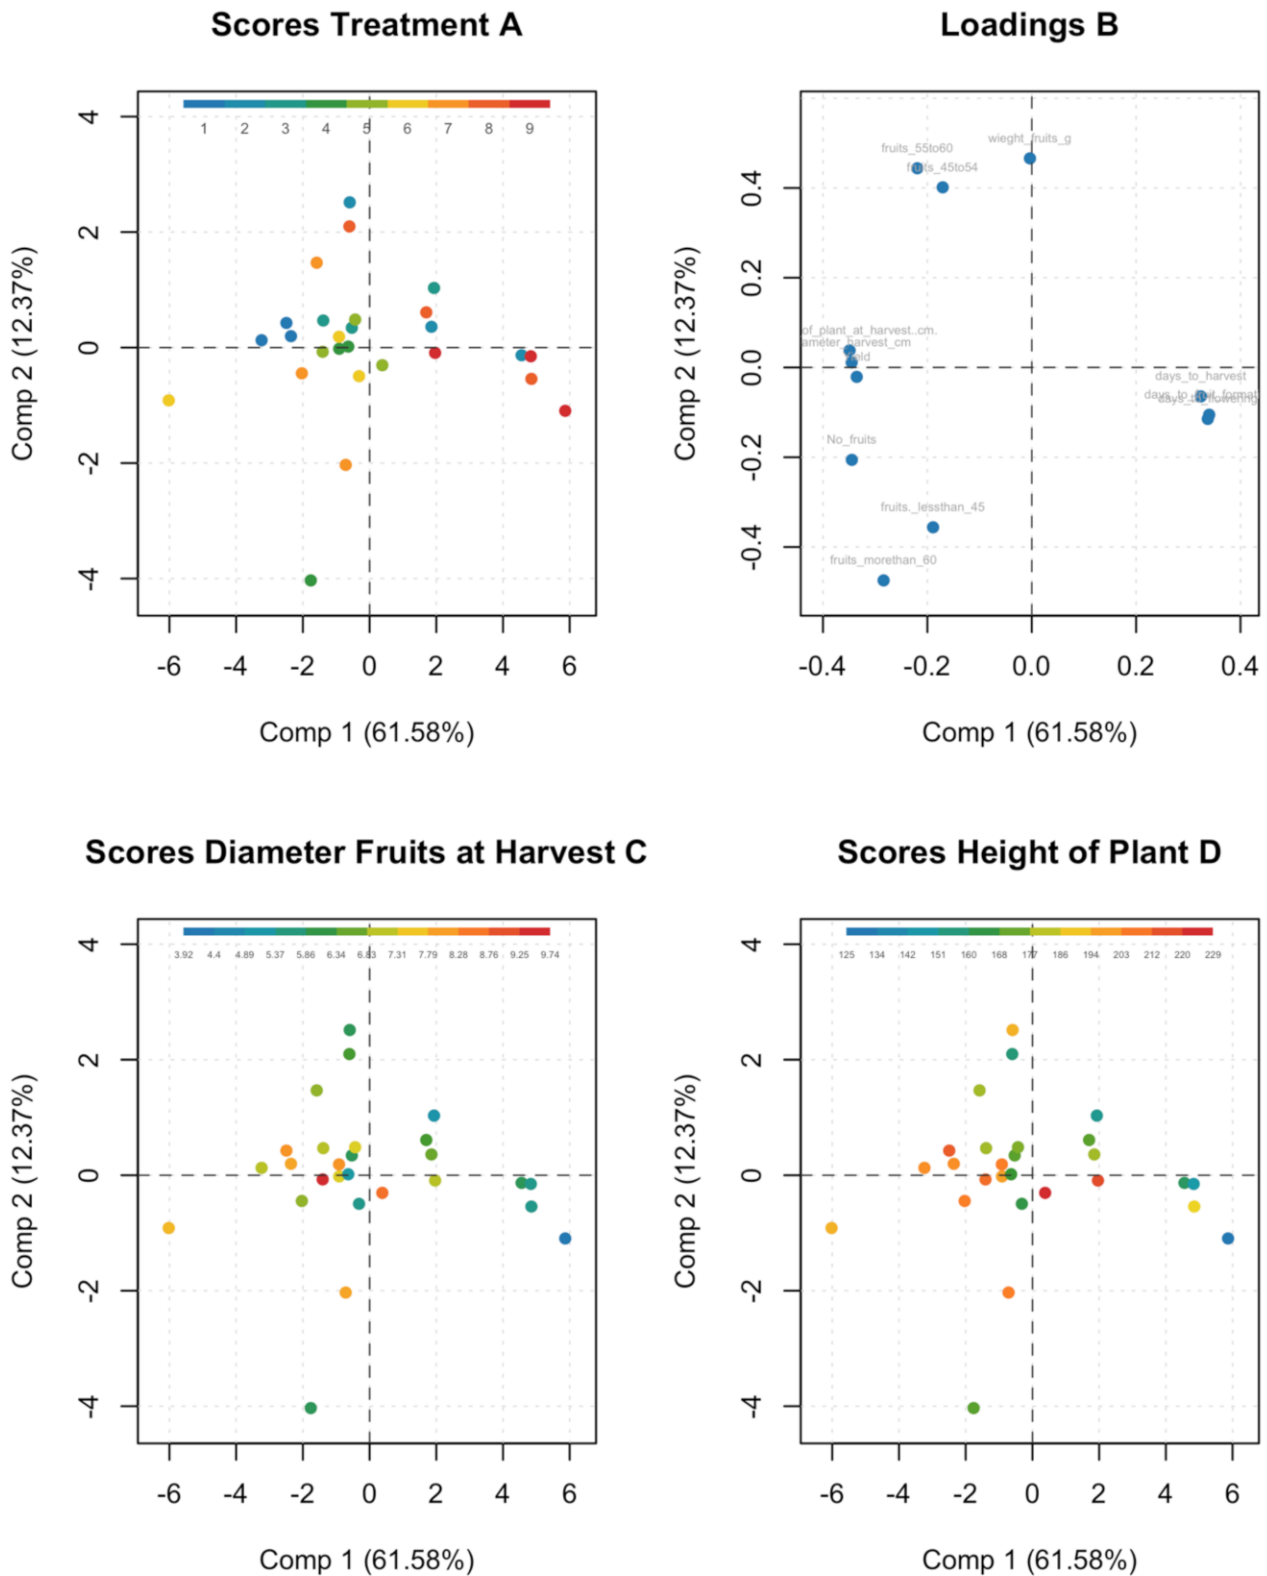 Scores Treatment A
1 2 3 4 5 6 7 8 9
4
2
0
-2
-4
Comp 2 (12.37%)
-6 -4 -2 0 2 4 6
Comp 1 (61.58%)
Loadings B
wieght_fruits_g
fruits_55to60
fruits_45to54
of_plant_at_harvest..cm.
ameter_harvest_cm
days_to_harvest
No_fruits
fruits._lessthan_45
fruits_morethan_60
0.4
0.2
0.0
-0.2
-0.4
Comp 2 (12.37%)
-0.4 -0.2 0.0 0.2 0.4
Comp 1 (61.58%)
Scores Diameter Fruits at Harvest C
3.92 4.4 4.89 5.37 5.86 6.34 6.83 7.31 7.79 8.28 8.76 9.25 9.74
4
2
0
-2
-4
Comp 2 (12.37%)
-6 -4 -2 0 2 4 6
Comp 1 (61.58%)
Scores Height of Plant D
125 134 142 151 160 168 177 186 194 203 212 220 229
4
2
0
-2
-4
Comp 2 (12.37%)
-6 -4 -2 0 2 4 6
Comp 1 (61.58%)